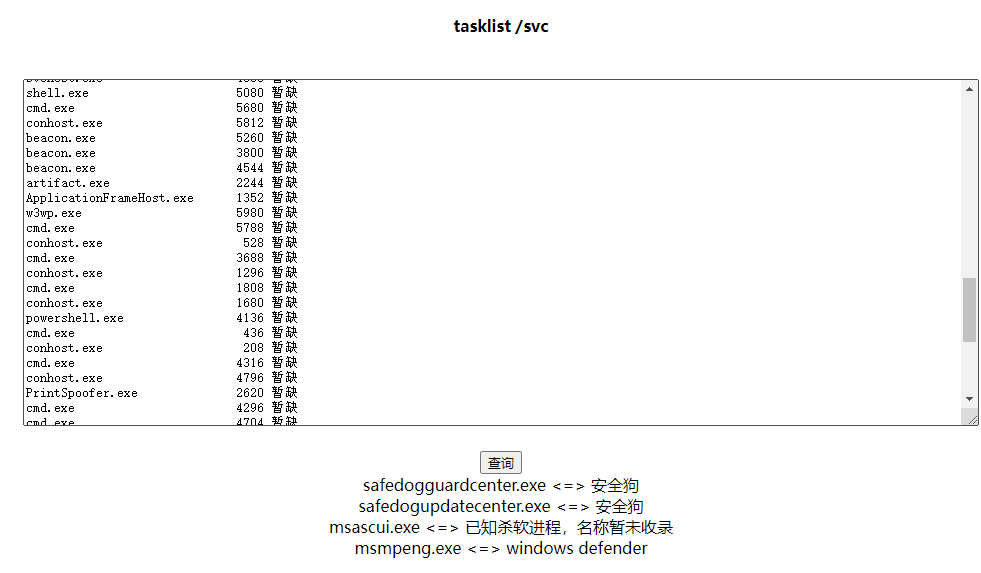 tasklist /svc
shell.exe 5080 暂缺
cmd.exe 5680 暂缺
conhost.exe 5812 暂缺
beacon.exe 5260 暂缺
beacon.exe 3800 暂缺
beacon.exe 4544 暂缺
artifact.exe 2244 暂缺
ApplicationFrameHost.exe 1352 暂缺
w3wp.exe 5980 暂缺
cmd.exe 5788 暂缺
conhost.exe 528 暂缺
cmd.exe 3688 暂缺
conhost.exe 1296 暂缺
cmd.exe 1808 暂缺
conhost.exe 1680 暂缺
powershell.exe 4136 暂缺
cmd.exe 436 暂缺
conhost.exe 208 暂缺
cmd.exe 4316 暂缺
conhost.exe 4796 暂缺
PrintSpoofer.exe 2620 暂缺
cmd.exe 4296 暂缺
cmd.exe 4704 暂缺
查询
safedogguardcenter.exe <=> 安全狗
safedogupdatecenter.exe <=> 安全狗
msascui.exe <=> 已知杀软进程，名称暂未收录
msmpeng.exe <=> windows defender